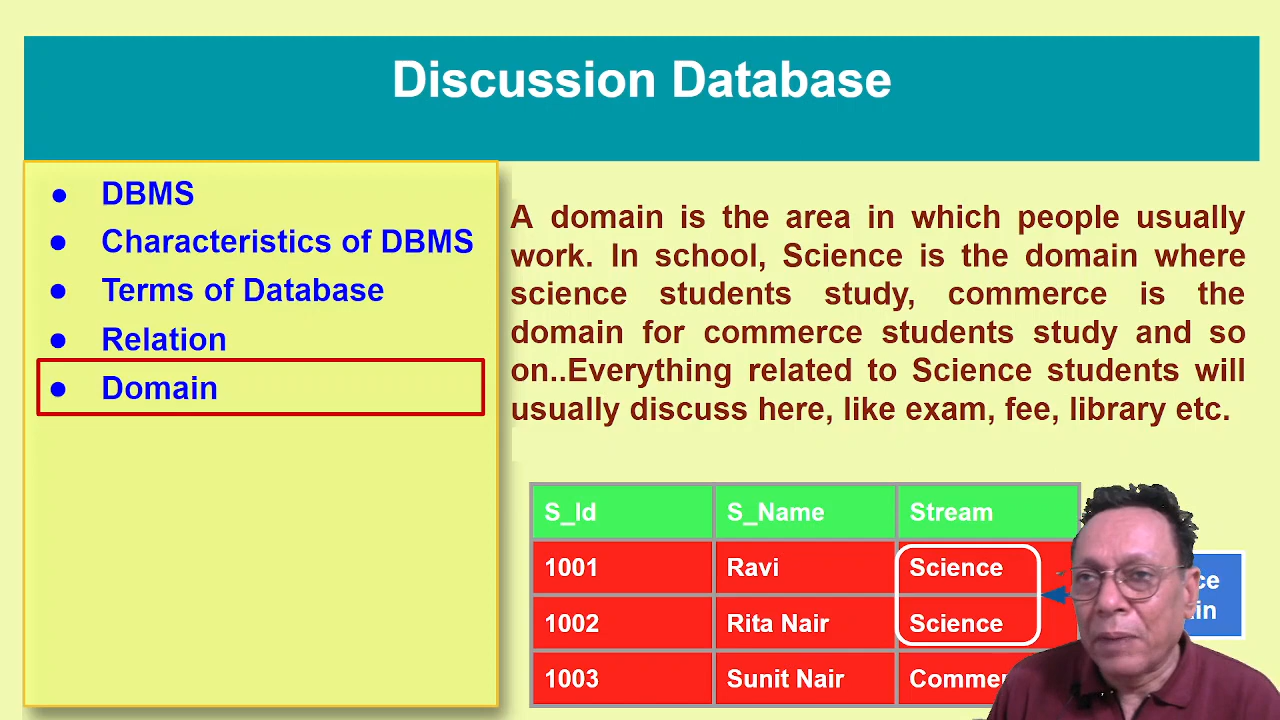 Discussion Database
● DBMS
● Characteristics of DBMS
● Terms of Database
● Relation
● Domain
A domain is the area in which people usually
work. In school, Science is the domain where
science students study, commerce is the
domain for commerce students study and so
on..Everything related to Science students will
usually discuss here, like exam, fee, library etc.
S_Id S_Name Stream
1001 Ravi Science
1002 Rita Nair Science
1003 Sunit Nair